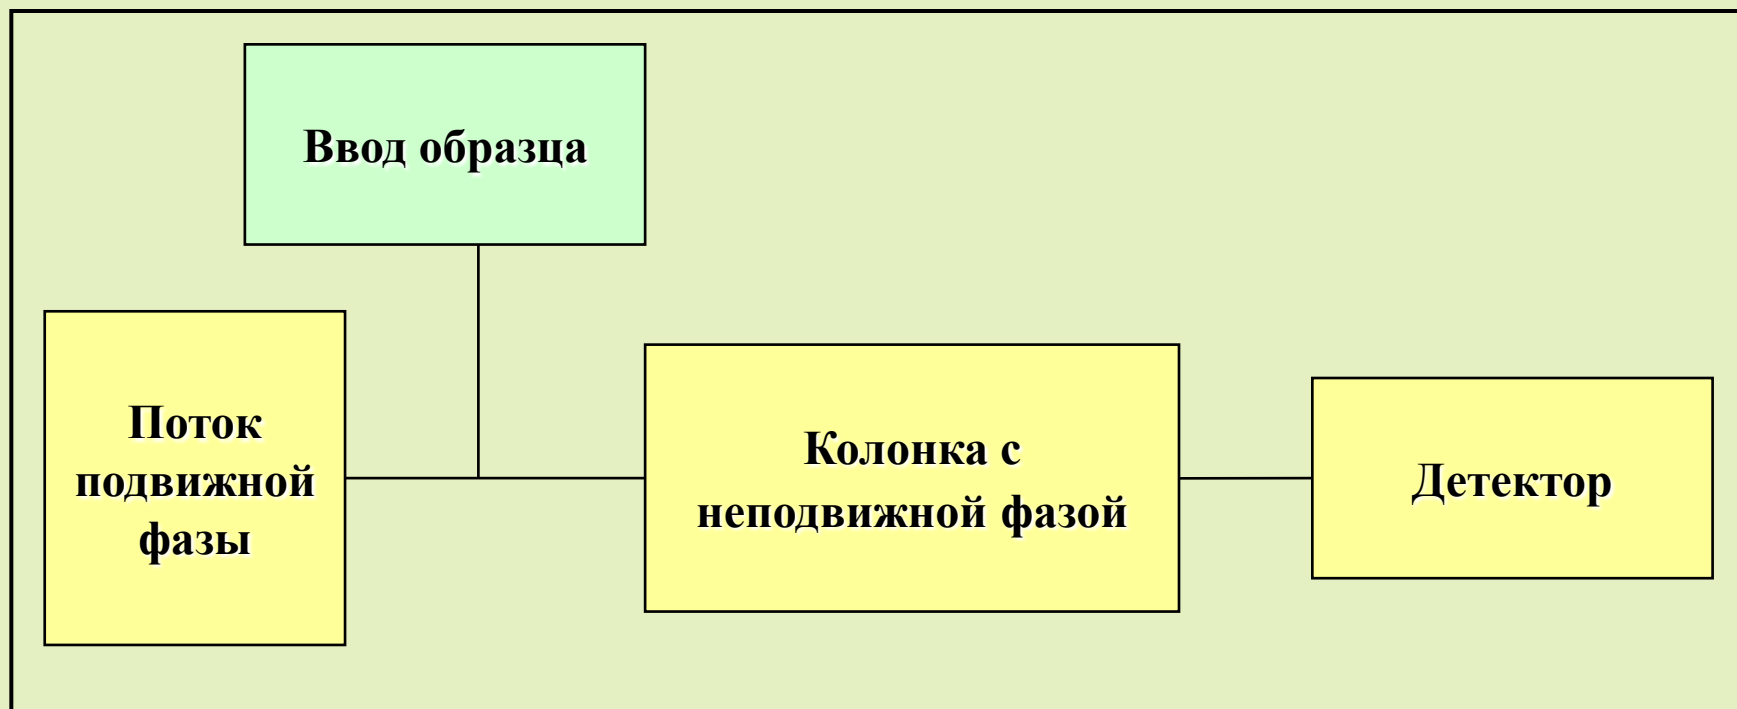 Ввод образца
Поток
подвижной
фазы
Колонка с
неподвижной фазой
Детектор